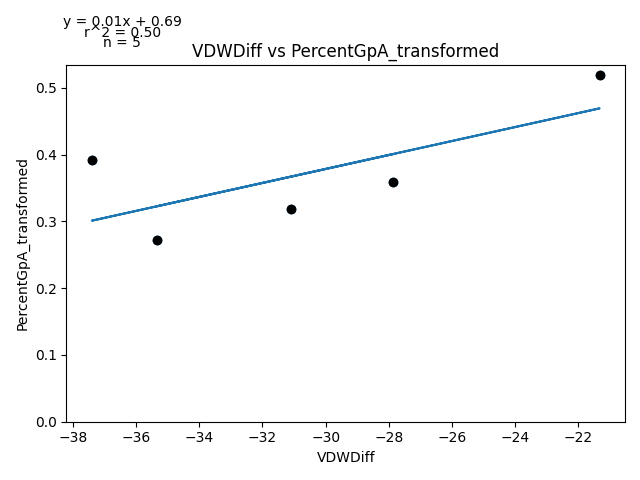 y = 0.01x + 0.69
r^2 = 0.50
n = 5
VDWDiff vs PercentGpA_transformed
PercentGpA_transformed
0.5
0.4
0.3
0.2
0.1
0.0
−38 −36 −34 −32 −30 −28 −26 −24 −22
VDWDiff